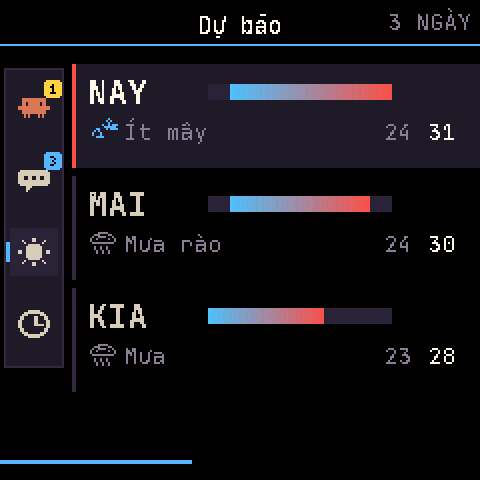 Dự báo
3 NGÀY
1
NAY
Ít mây
24 31
3
MAI
Mưa rào
24 30
KIA
Mưa
23 28